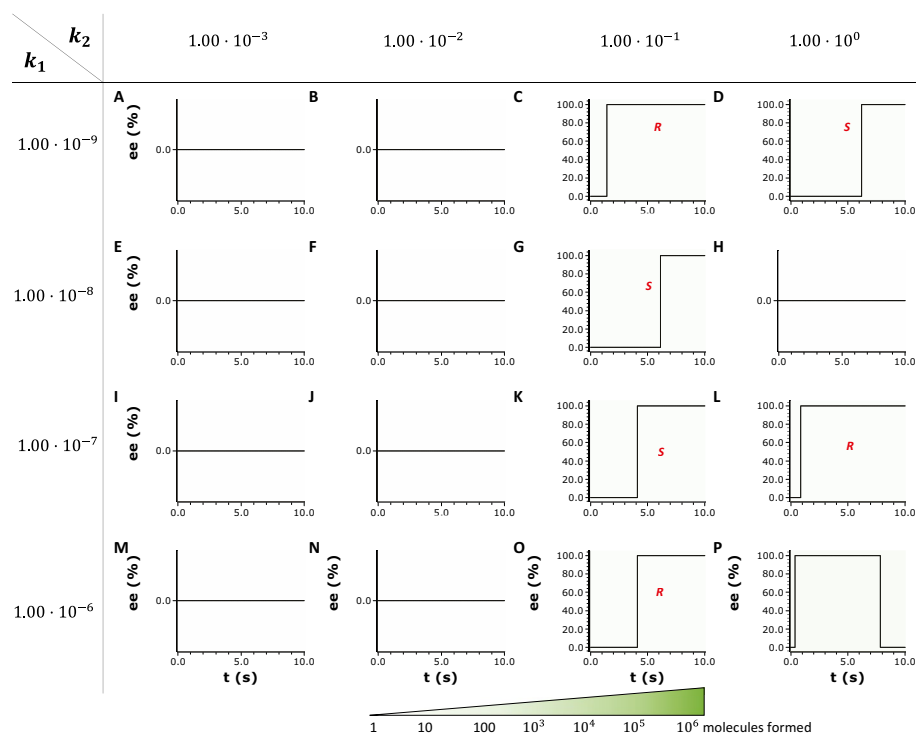 k₂
k₁
1.00 · 10⁻³ 1.00 · 10⁻² 1.00 · 10⁻¹ 1.00 · 10⁰
1.00 · 10⁻⁹
A ee (%) 0.0 0.0 5.0 10.0
B 0.0 0.0 5.0 10.0
C 100.0 80.0 60.0 40.0 20.0 0.0 R 0.0 5.0 10.0
D 100.0 80.0 60.0 40.0 20.0 0.0 S 0.0 5.0 10.0
1.00 · 10⁻⁸
E ee (%) 0.0 0.0 5.0 10.0
F 0.0 0.0 5.0 10.0
G 100.0 80.0 60.0 40.0 20.0 0.0 S 0.0 5.0 10.0
H 0.0 0.0 5.0 10.0
1.00 · 10⁻⁷
I ee (%) 0.0 0.0 5.0 10.0
J 0.0 0.0 5.0 10.0
K 100.0 80.0 60.0 40.0 20.0 0.0 S 0.0 5.0 10.0
L 100.0 80.0 60.0 40.0 20.0 0.0 R 0.0 5.0 10.0
1.00 · 10⁻⁶
M ee (%) 0.0 0.0 5.0 10.0 t (s)
N ee (%) 0.0 0.0 5.0 10.0 t (s)
O ee (%) 100.0 80.0 60.0 40.0 20.0 0.0 R 0.0 5.0 10.0 t (s)
P ee (%) 100.0 80.0 60.0 40.0 20.0 0.0 0.0 5.0 10.0 t (s)
1 10 100 10³ 10⁴ 10⁵ 10⁶ molecules formed